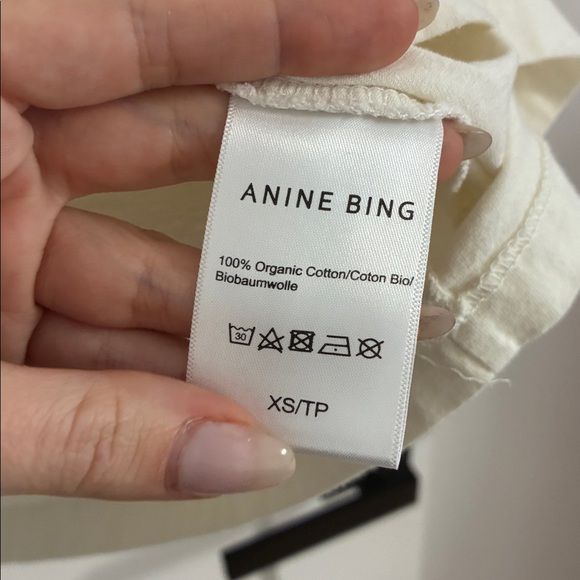 ANINE BING
100% Organic Cotton/Coton Bio/
Biobaumwolle
30
XS/TP